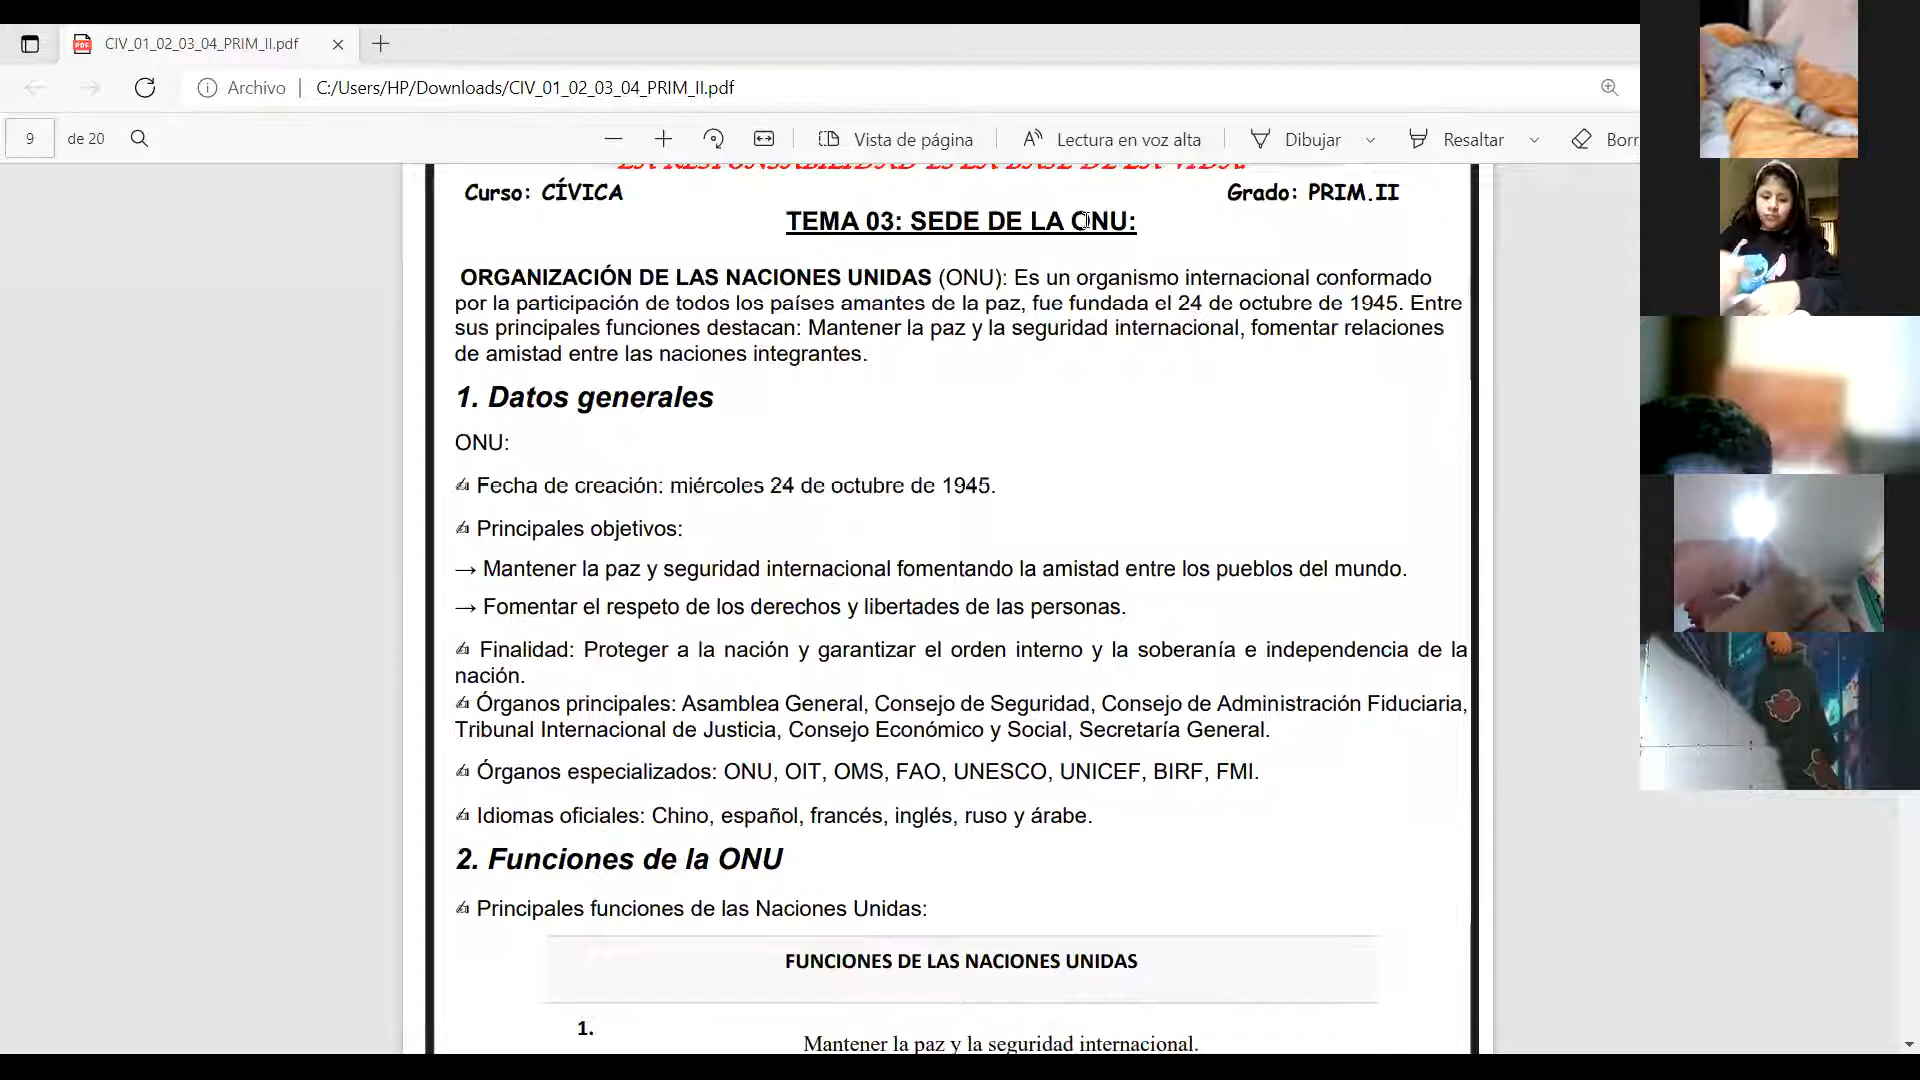 CIV_01_02_03_04_PRIM_II.pdf
Archivo | C:/Users/HP/Downloads/CIV_01_02_03_04_PRIM_II.pdf
9 de 20 Vista de página Lectura en voz alta Dibujar Resaltar Borr
LA RESPONSABILIDAD ES LA BASE DE LA VIDA.
Curso: CÍVICA Grado: PRIM.II
TEMA 03: SEDE DE LA ONU:
ORGANIZACIÓN DE LAS NACIONES UNIDAS (ONU): Es un organismo internacional conformado
por la participación de todos los países amantes de la paz, fue fundada el 24 de octubre de 1945. Entre
sus principales funciones destacan: Mantener la paz y la seguridad internacional, fomentar relaciones
de amistad entre las naciones integrantes.
1. Datos generales
ONU:
✍ Fecha de creación: miércoles 24 de octubre de 1945.
✍ Principales objetivos:
→ Mantener la paz y seguridad internacional fomentando la amistad entre los pueblos del mundo.
→ Fomentar el respeto de los derechos y libertades de las personas.
✍ Finalidad: Proteger a la nación y garantizar el orden interno y la soberanía e independencia de la
nación.
✍ Órganos principales: Asamblea General, Consejo de Seguridad, Consejo de Administración Fiduciaria,
Tribunal Internacional de Justicia, Consejo Económico y Social, Secretaría General.
✍ Órganos especializados: ONU, OIT, OMS, FAO, UNESCO, UNICEF, BIRF, FMI.
✍ Idiomas oficiales: Chino, español, francés, inglés, ruso y árabe.
2. Funciones de la ONU
✍ Principales funciones de las Naciones Unidas:
FUNCIONES DE LAS NACIONES UNIDAS
1.
Mantener la paz y la seguridad internacional.